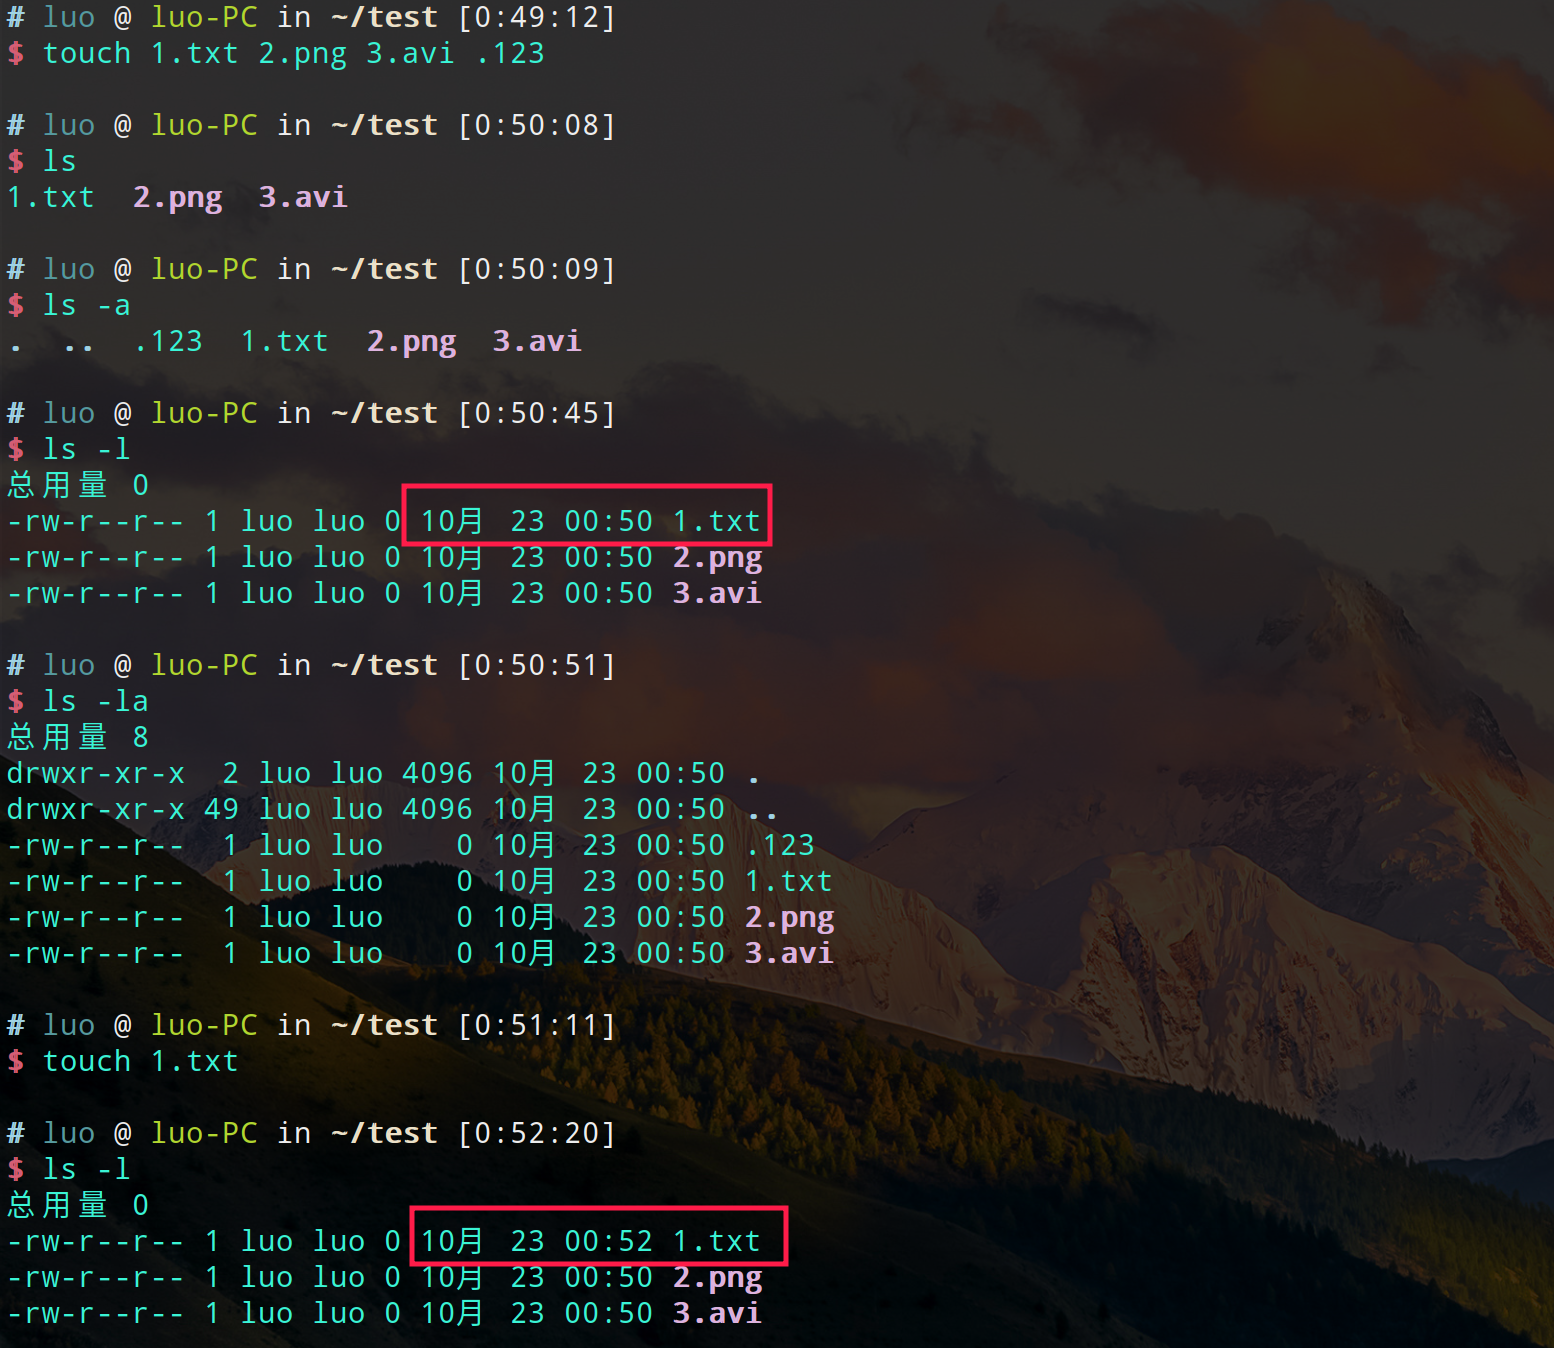 # luo @ luo-PC in ~/test [0:49:12]
$ touch 1.txt 2.png 3.avi .123
# luo @ luo-PC in ~/test [0:50:08]
$ ls
1.txt  2.png  3.avi
# luo @ luo-PC in ~/test [0:50:09]
$ ls -a
.  ..  .123  1.txt  2.png  3.avi
# luo @ luo-PC in ~/test [0:50:45]
$ ls -l
总用量 0
-rw-r--r-- 1 luo luo 0 10月  23 00:50 1.txt
-rw-r--r-- 1 luo luo 0 10月  23 00:50 2.png
-rw-r--r-- 1 luo luo 0 10月  23 00:50 3.avi
# luo @ luo-PC in ~/test [0:50:51]
$ ls -la
总用量 8
drwxr-xr-x  2 luo luo 4096 10月  23 00:50 .
drwxr-xr-x 49 luo luo 4096 10月  23 00:50 ..
-rw-r--r--  1 luo luo    0 10月  23 00:50 .123
-rw-r--r--  1 luo luo    0 10月  23 00:50 1.txt
-rw-r--r--  1 luo luo    0 10月  23 00:50 2.png
-rw-r--r--  1 luo luo    0 10月  23 00:50 3.avi
# luo @ luo-PC in ~/test [0:51:11]
$ touch 1.txt
# luo @ luo-PC in ~/test [0:52:20]
$ ls -l
总用量 0
-rw-r--r-- 1 luo luo 0 10月  23 00:52 1.txt
-rw-r--r-- 1 luo luo 0 10月  23 00:50 2.png
-rw-r--r-- 1 luo luo 0 10月  23 00:50 3.avi